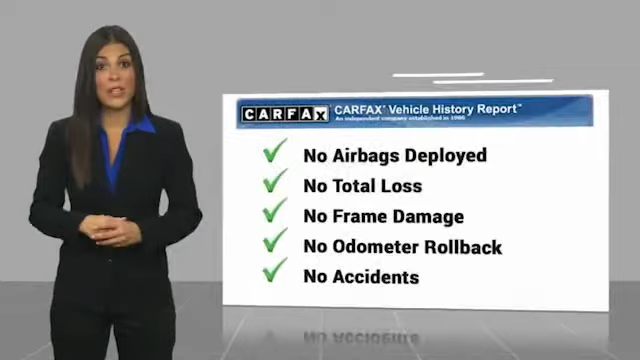 CARFAX CARFAX® Vehicle History Report™
An independent company established in 1986
No Airbags Deployed
No Total Loss
No Frame Damage
No Odometer Rollback
No Accidents